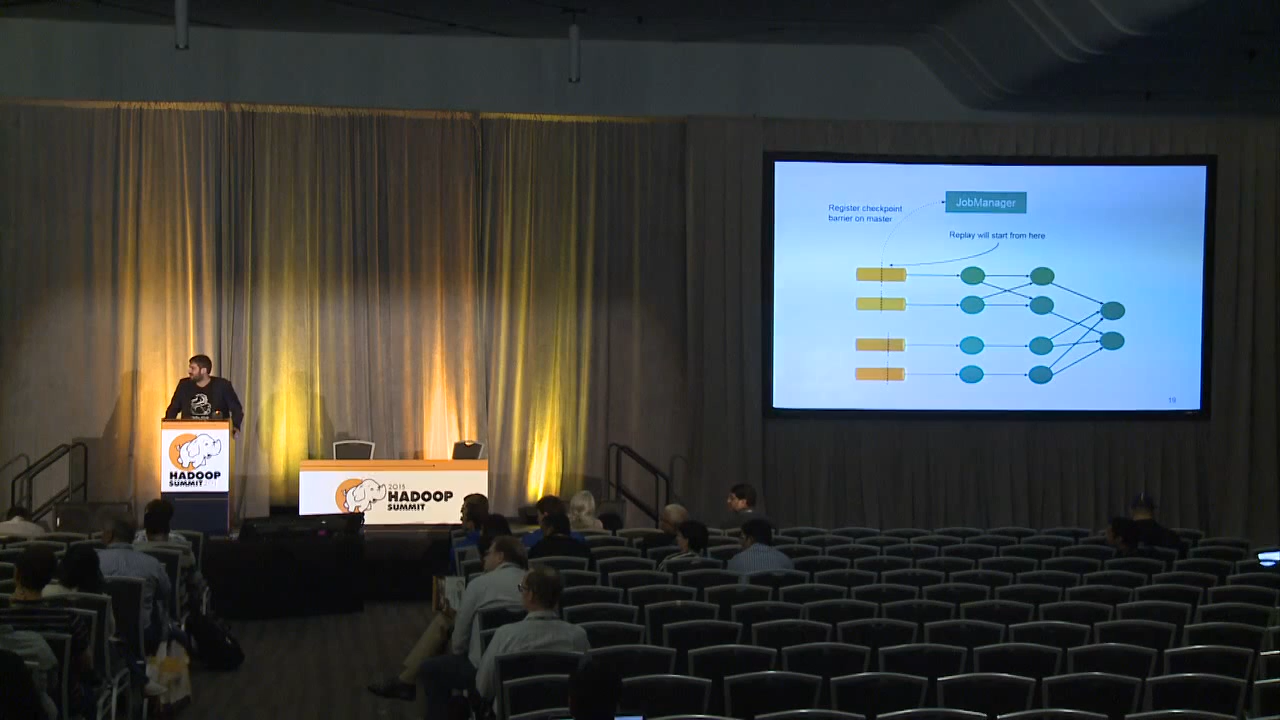 JobManager
Register checkpoint
barrier on master
Replay will start from here
19
HADOOP
SUMMIT
2015
HADOOP
SUMMIT